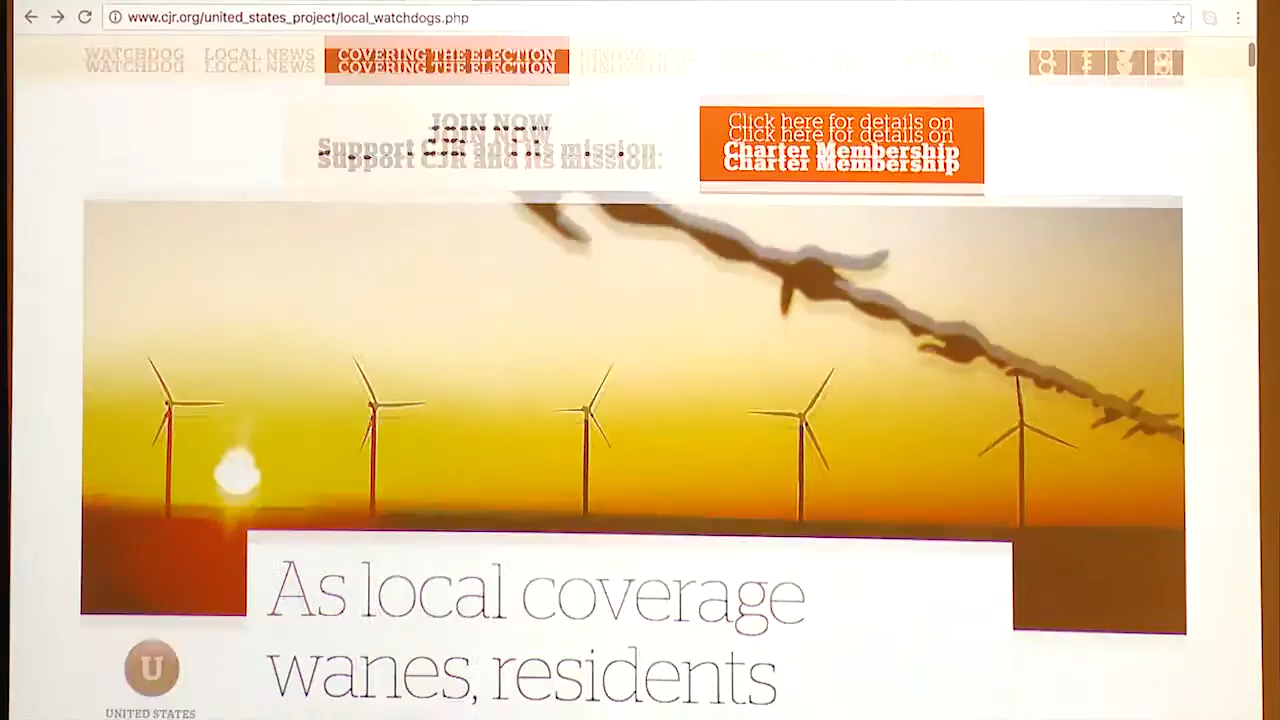 www.cjr.org/united_states_project/local_watchdogs.php
WATCHDOG LOCAL NEWS COVERING THE ELECTION
JOIN NOW
Support CJR and its mission.
Click here for details on
Charter Membership
As local coverage
wanes, residents
U
UNITED STATES